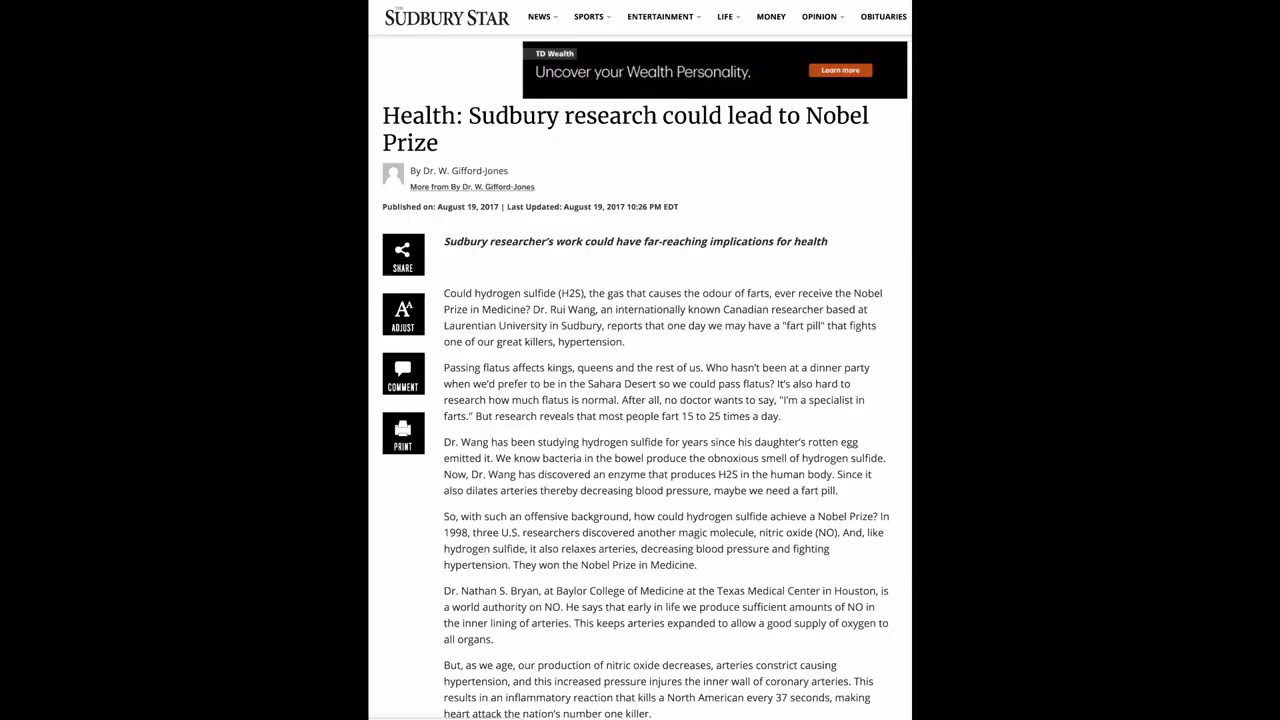 THE
SUDBURY STAR
NEWS SPORTS ENTERTAINMENT LIFE MONEY OPINION OBITUARIES
TD Wealth
Uncover your Wealth Personality.
Learn more
Health: Sudbury research could lead to Nobel
Prize
By Dr. W. Gifford-Jones
More from By Dr. W. Gifford-Jones
Published on: August 19, 2017 | Last Updated: August 19, 2017 10:26 PM EDT
SHARE
ADJUST
COMMENT
PRINT
Sudbury researcher's work could have far-reaching implications for health
Could hydrogen sulfide (H2S), the gas that causes the odour of farts, ever receive the Nobel
Prize in Medicine? Dr. Rui Wang, an internationally known Canadian researcher based at
Laurentian University in Sudbury, reports that one day we may have a "fart pill" that fights
one of our great killers, hypertension.
Passing flatus affects kings, queens and the rest of us. Who hasn't been at a dinner party
when we'd prefer to be in the Sahara Desert so we could pass flatus? It's also hard to
research how much flatus is normal. After all, no doctor wants to say, "I'm a specialist in
farts." But research reveals that most people fart 15 to 25 times a day.
Dr. Wang has been studying hydrogen sulfide for years since his daughter's rotten egg
emitted it. We know bacteria in the bowel produce the obnoxious smell of hydrogen sulfide.
Now, Dr. Wang has discovered an enzyme that produces H2S in the human body. Since it
also dilates arteries thereby decreasing blood pressure, maybe we need a fart pill.
So, with such an offensive background, how could hydrogen sulfide achieve a Nobel Prize? In
1998, three U.S. researchers discovered another magic molecule, nitric oxide (NO). And, like
hydrogen sulfide, it also relaxes arteries, decreasing blood pressure and fighting
hypertension. They won the Nobel Prize in Medicine.
Dr. Nathan S. Bryan, at Baylor College of Medicine at the Texas Medical Center in Houston, is
a world authority on NO. He says that early in life we produce sufficient amounts of NO in
the inner lining of arteries. This keeps arteries expanded to allow a good supply of oxygen to
all organs.
But, as we age, our production of nitric oxide decreases, arteries constrict causing
hypertension, and this increased pressure injures the inner wall of coronary arteries. This
results in an inflammatory reaction that kills a North American every 37 seconds, making
heart attack the nation's number one killer.